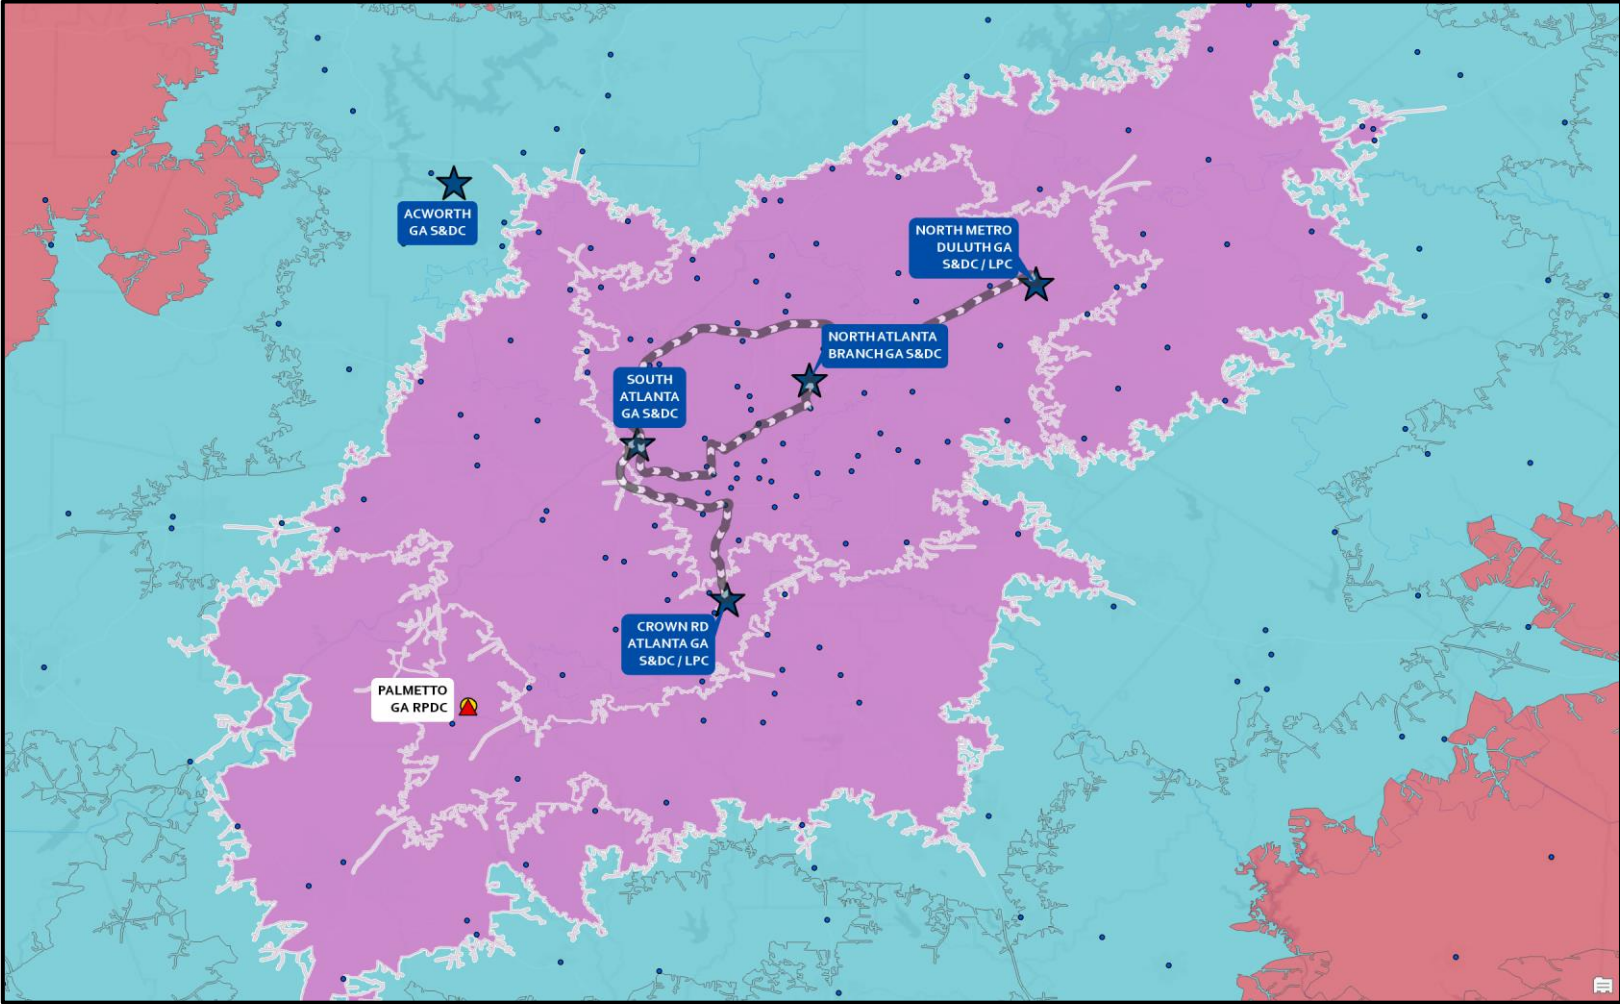 ACWORTH
GA S&DC
NORTH METRO
DULUTH GA
S&DC / LPC
NORTH ATLANTA
BRANCH GA S&DC
SOUTH
ATLANTA
GA S&DC
CROWN RD
ATLANTA GA
S&DC / LPC
PALMETTO
GA RPDC